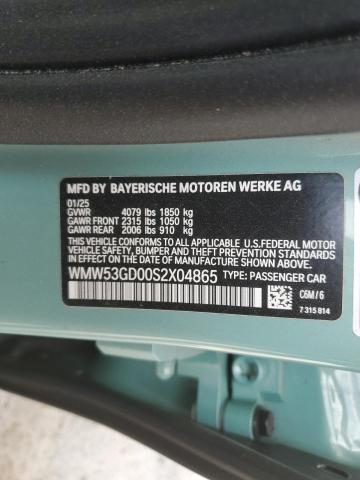 MFD BY BAYERISCHE MOTOREN WERKE AG
01/25
GVWR 4079 lbs 1850 kg
GAWR FRONT 2315 lbs 1050 kg
GAWR REAR 2006 lbs 910 kg
THIS VEHICLE CONFORMS TO ALL APPLICABLE U.S.FEDERAL MOTOR
VEHICLE SAFETY, BUMPER, AND THEFT PREVENTION STANDARDS
IN EFFECT ON THE DATE OF MANUFACTURE SHOWN ABOVE.
WMW53GD00S2X04865 TYPE: PASSENGER CAR
C6M / 6
7 315 814